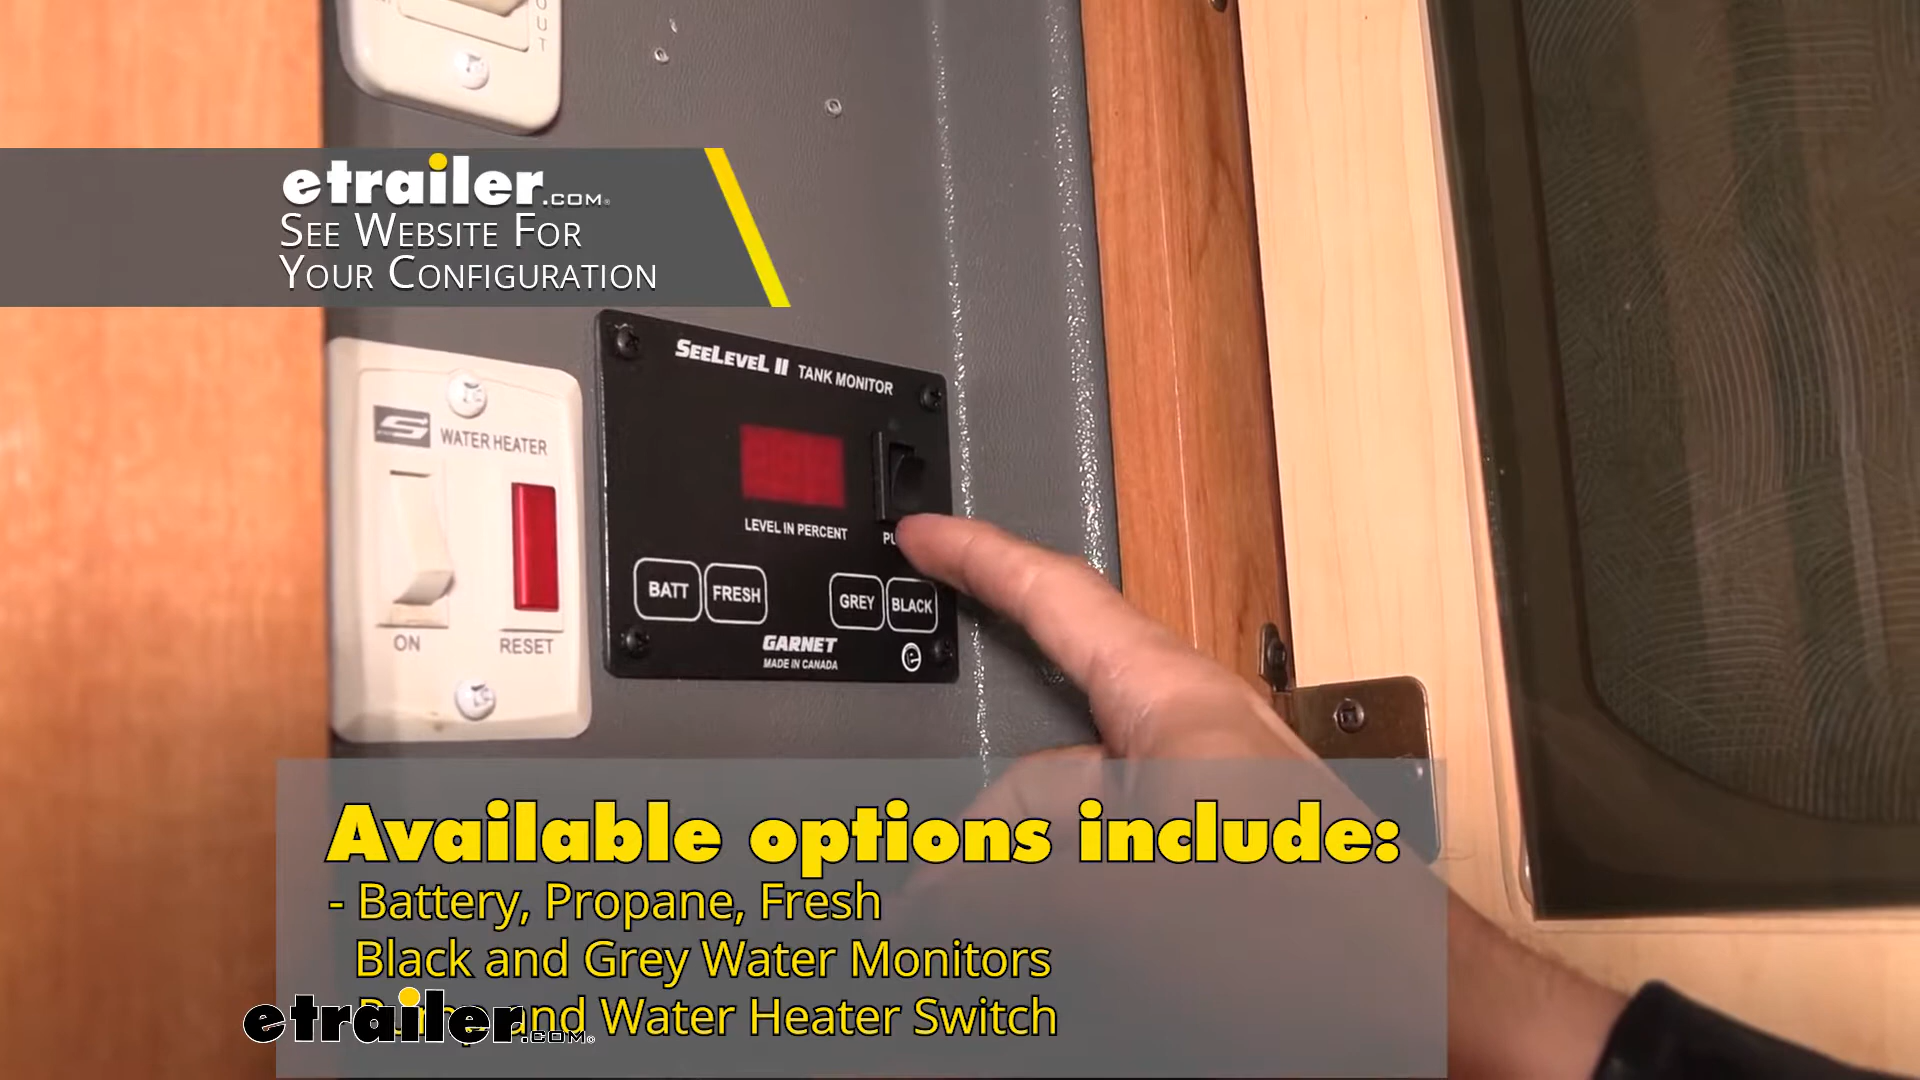 OUT
etrailer.com
See Website For
Your Configuration
SeeLeveL II TANK MONITOR
WATER HEATER
LEVEL IN PERCENT
BATT FRESH GREY BLACK
ON RESET
GARNET
MADE IN CANADA
e
Available options include:
- Battery, Propane, Fresh
Black and Grey Water Monitors
and Water Heater Switch
etrailer.com